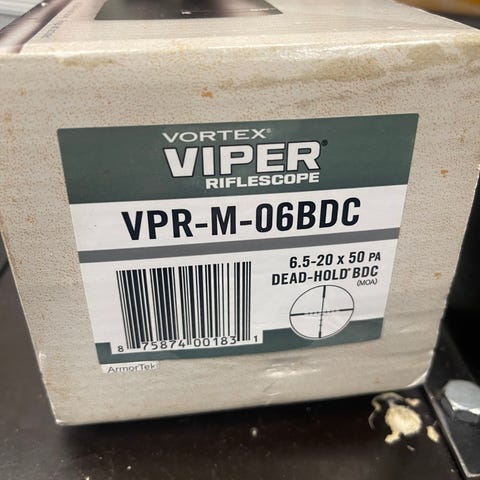 VORTEX®
VIPER®
RIFLESCOPE
VPR-M-06BDC
6.5-20 x 50 PA
DEAD-HOLD® BDC
(MOA)
8 75874 00183 1
ArmorTek